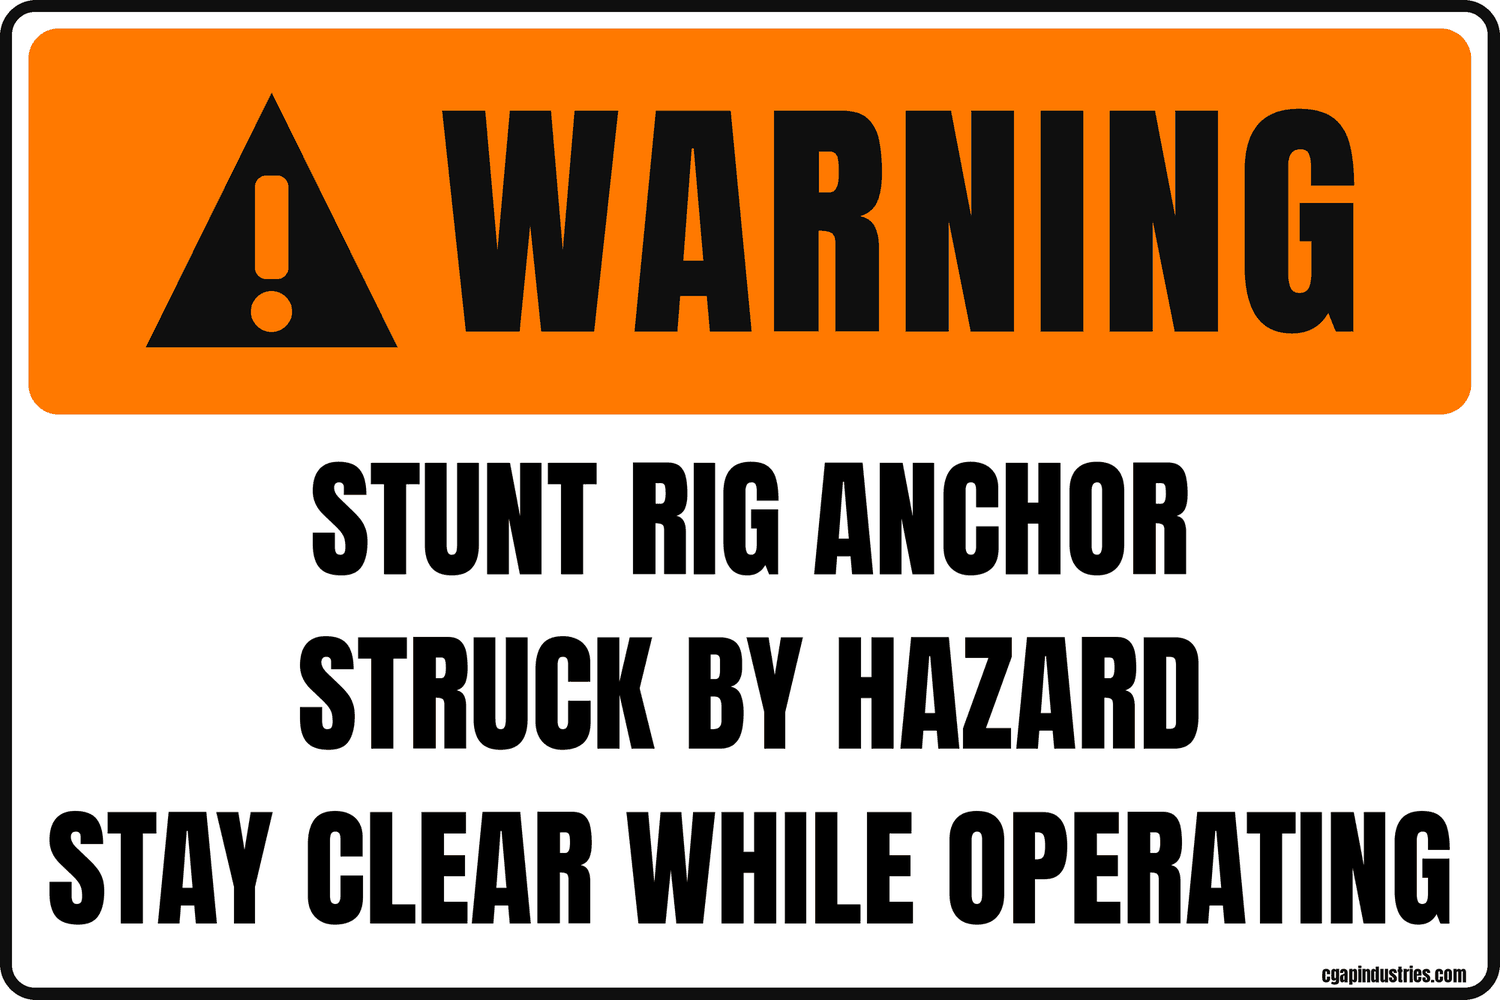 WARNING
STUNT RIG ANCHOR
STRUCK BY HAZARD
STAY CLEAR WHILE OPERATING
cgapindustries.com